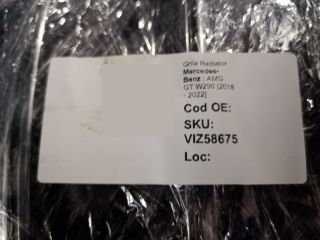 Grila Radiator
Mercedes-
Benz : AMG
GT W290 [2018
- 2022]
Cod OE:
SKU:
VIZ58675
Loc: